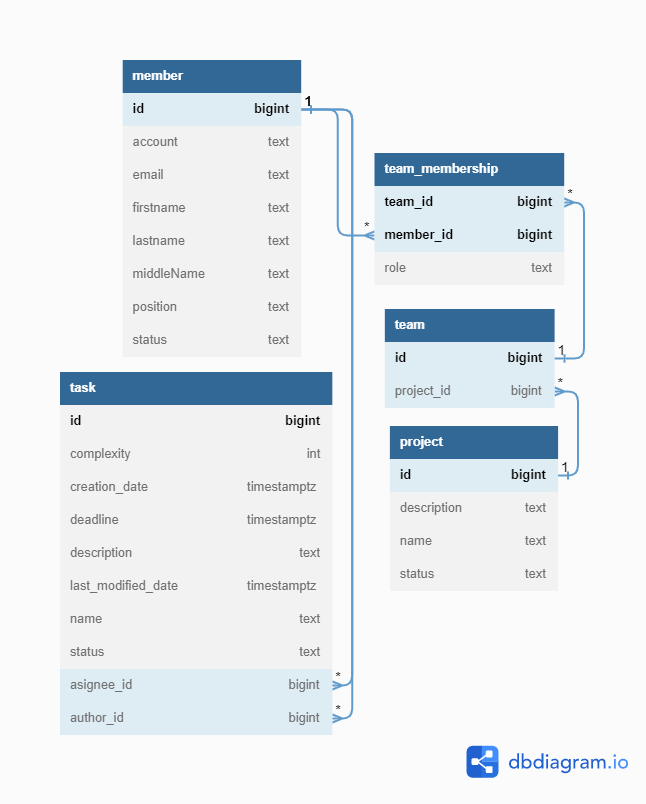 member
id bigint
account text
email text
firstname text
lastname text
middleName text
position text
status text
1
*
team_membership
team_id bigint
member_id bigint
role text
*
team
id bigint
project_id bigint
1
*
project
id bigint
description text
name text
status text
1
task
id bigint
complexity int
creation_date timestamptz
deadline timestamptz
description text
last_modified_date timestamptz
name text
status text
asignee_id bigint
author_id bigint
*
*
dbdiagram.io